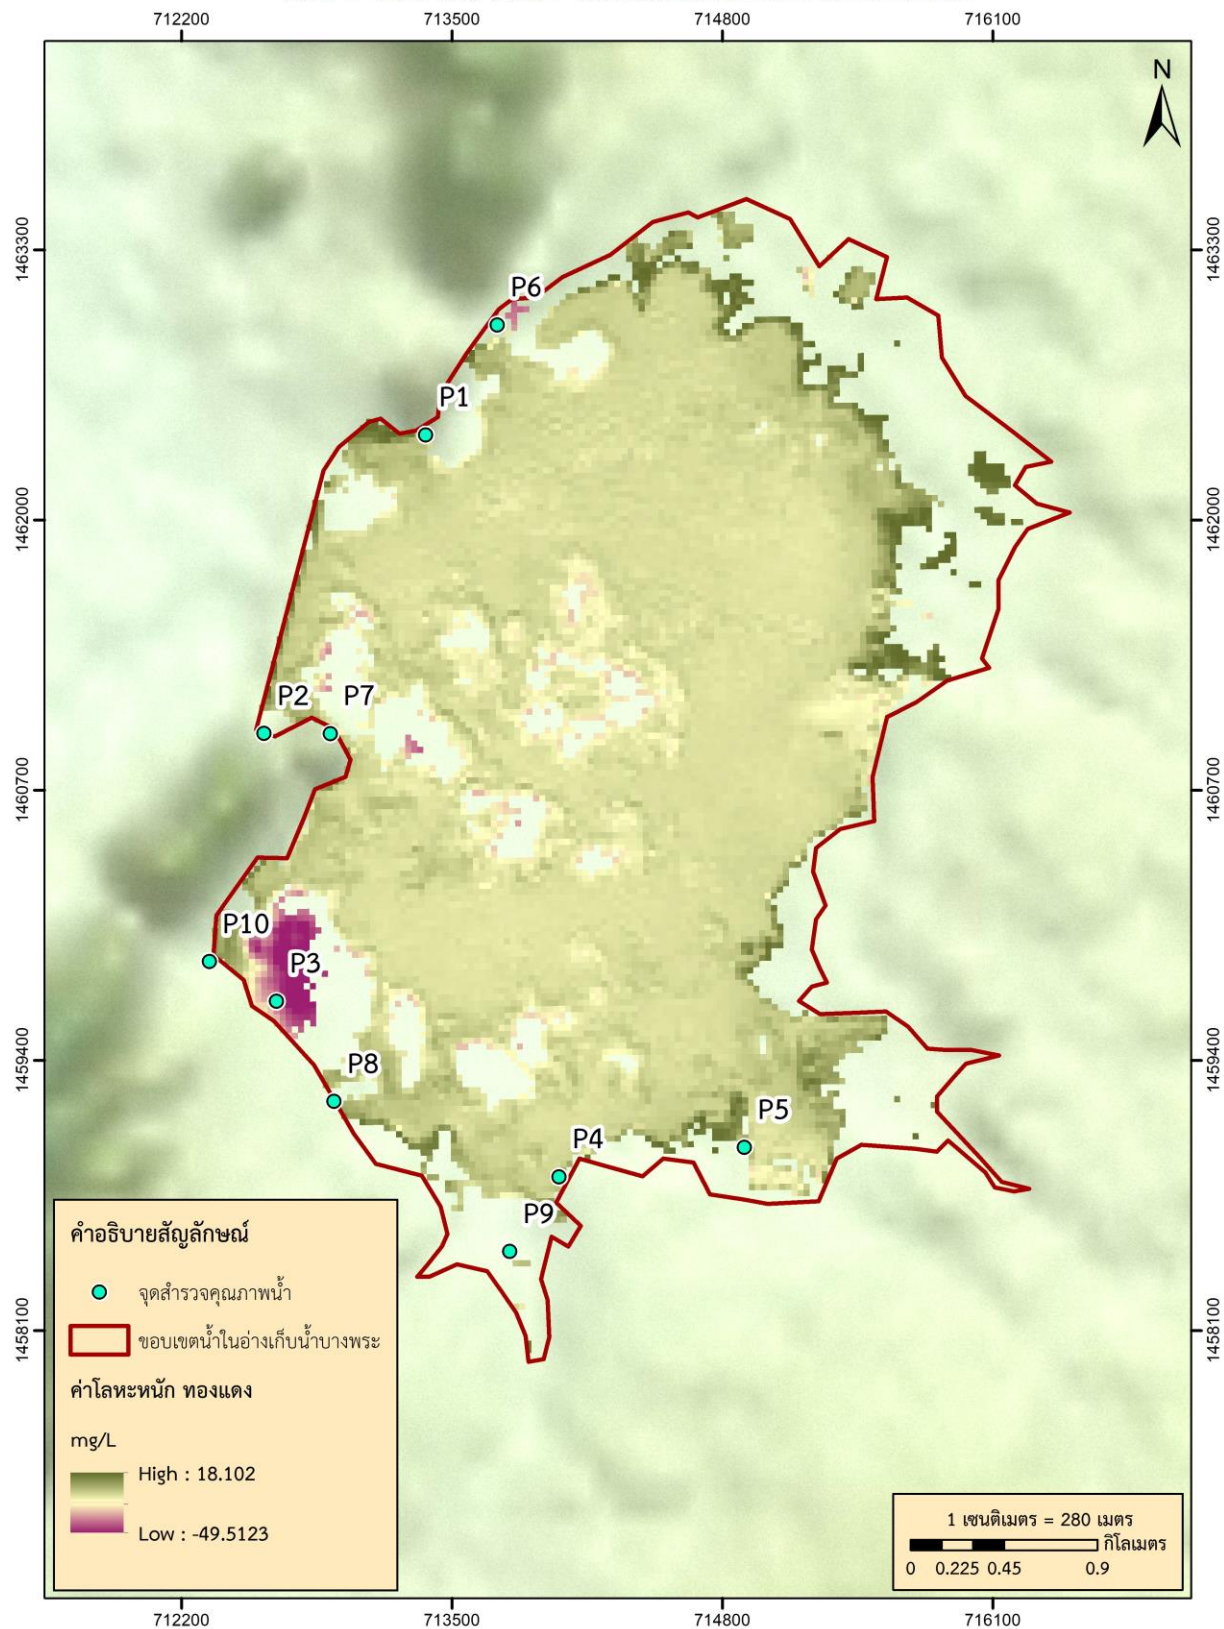 712200 713500 714800 716100
N
1463300 1463300
P6
P1
1462000 1462000
P2 P7
1460700 1460700
P10
P3
1459400 1459400
P8
P5
P4
P9
1458100 1458100
คำอธิบายสัญลักษณ์
จุดสำรวจคุณภาพน้ำ
ขอบเขตน้ำในอ่างเก็บน้ำบางพระ
ค่าโลหะหนัก ทองแดง
mg/L
High : 18.102
Low : -49.5123
1 เซนติเมตร = 280 เมตร
กิโลเมตร
0 0.225 0.45 0.9
712200 713500 714800 716100